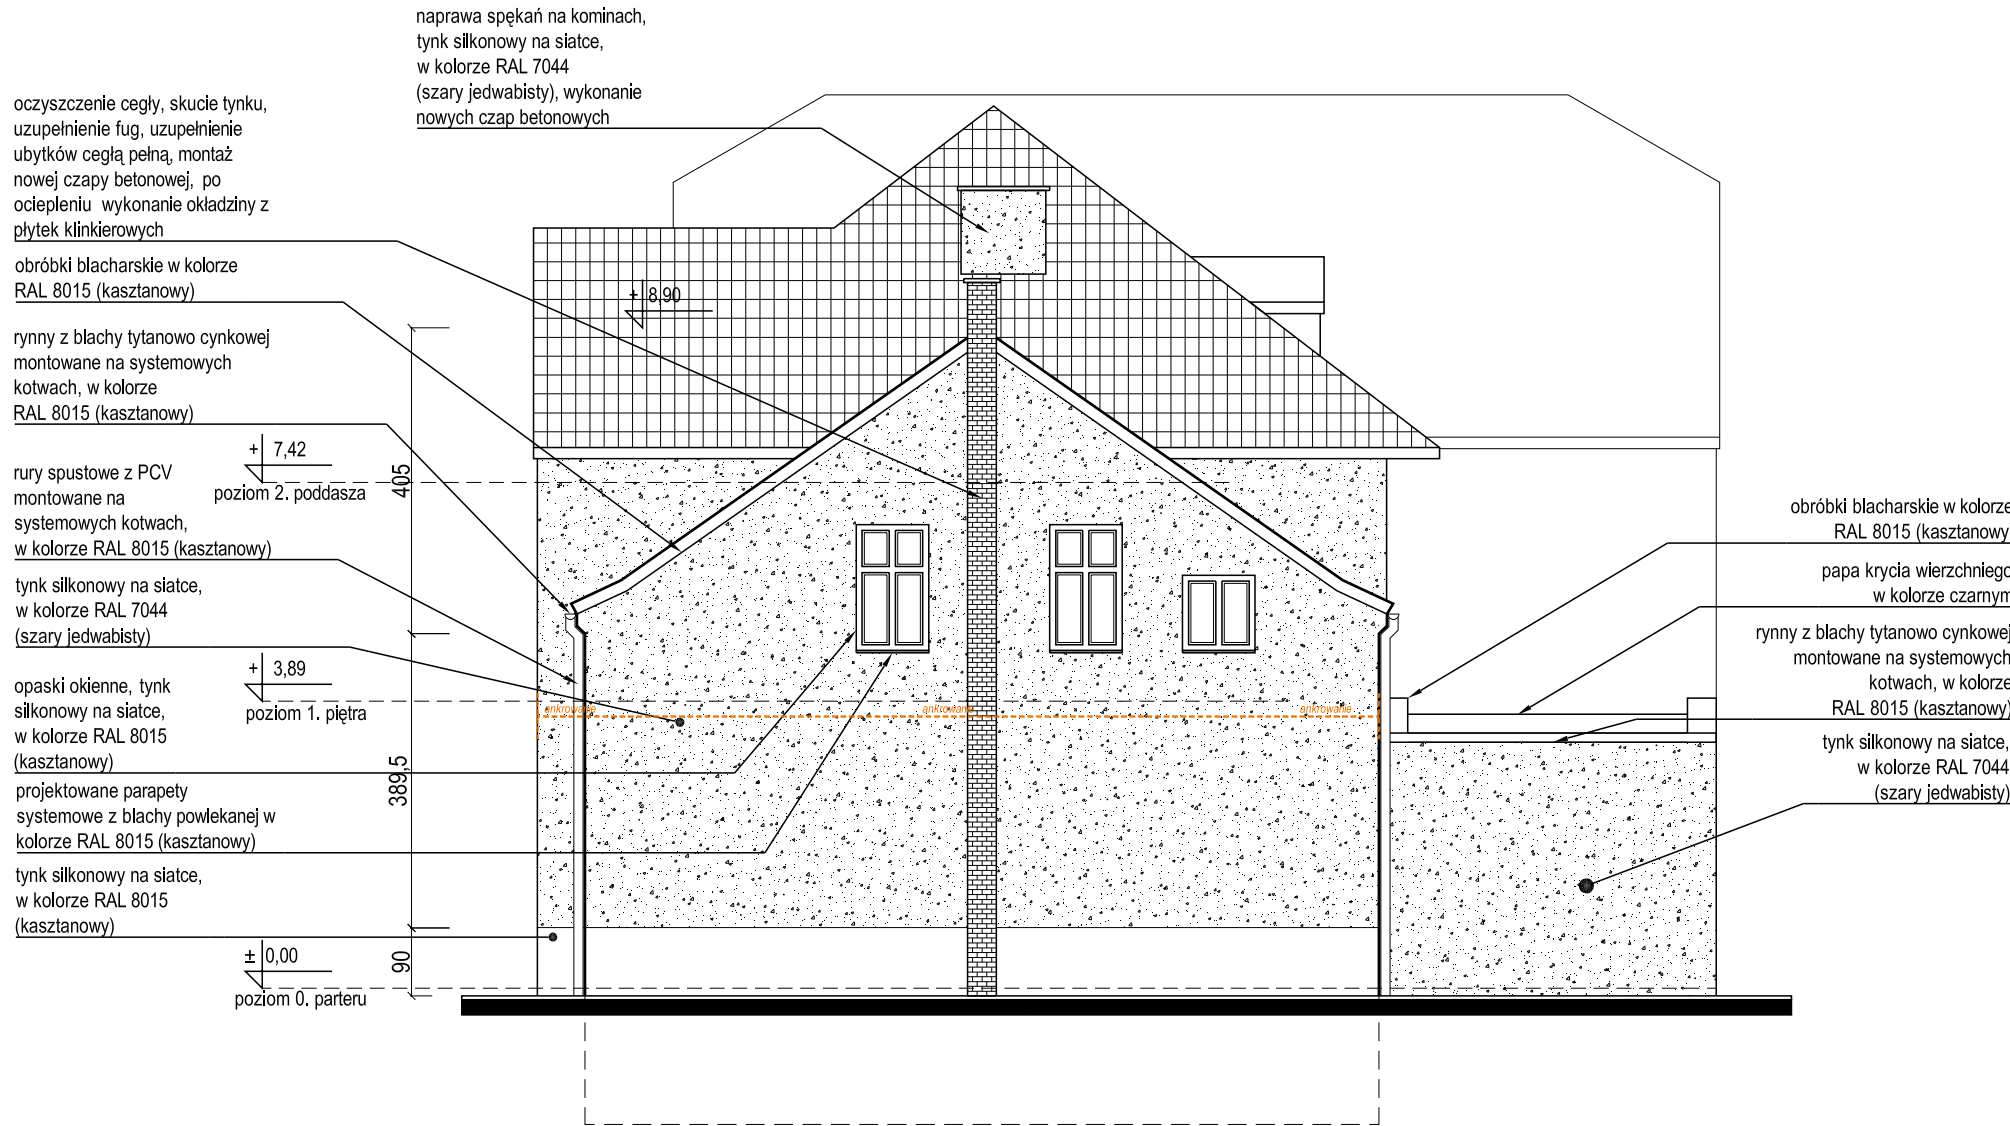 naprawa spękań na kominach,
tynk silkonowy na siatce,
w kolorze RAL 7044
(szary jedwabisty), wykonanie
nowych czap betonowych
oczyszczenie cegły, skucie tynku,
uzupełnienie fug, uzupełnienie
ubytków cegłą pełną, montaż
nowej czapy betonowej, po
ociepleniu wykonanie okładziny z
płytek klinkierowych
obróbki blacharskie w kolorze
RAL 8015 (kasztanowy)
rynny z blachy tytanowo cynkowej
montowane na systemowych
kotwach, w kolorze
RAL 8015 (kasztanowy)
rury spustowe z PCV
montowane na
systemowych kotwach,
w kolorze RAL 8015 (kasztanowy)
tynk silkonowy na siatce,
w kolorze RAL 7044
(szary jedwabisty)
opaski okienne, tynk
silkonowy na siatce,
w kolorze RAL 8015
(kasztanowy)
projektowane parapety
systemowe z blachy powlekanej w
kolorze RAL 8015 (kasztanowy)
tynk silkonowy na siatce,
w kolorze RAL 8015
(kasztanowy)
+ 8,90
+ 7,42
poziom 2. poddasza
+ 3,89
poziom 1. piętra
± 0,00
poziom 0. parteru
405
389,5
90
ankrowanie
ankrowanie
ankrowanie
obróbki blacharskie w kolorze
RAL 8015 (kasztanowy
papa krycia wierzchniego
w kolorze czarnym
rynny z blachy tytanowo cynkowej
montowane na systemowych
kotwach, w kolorze
RAL 8015 (kasztanowy)
tynk silkonowy na siatce,
w kolorze RAL 7044
(szary jedwabisty)